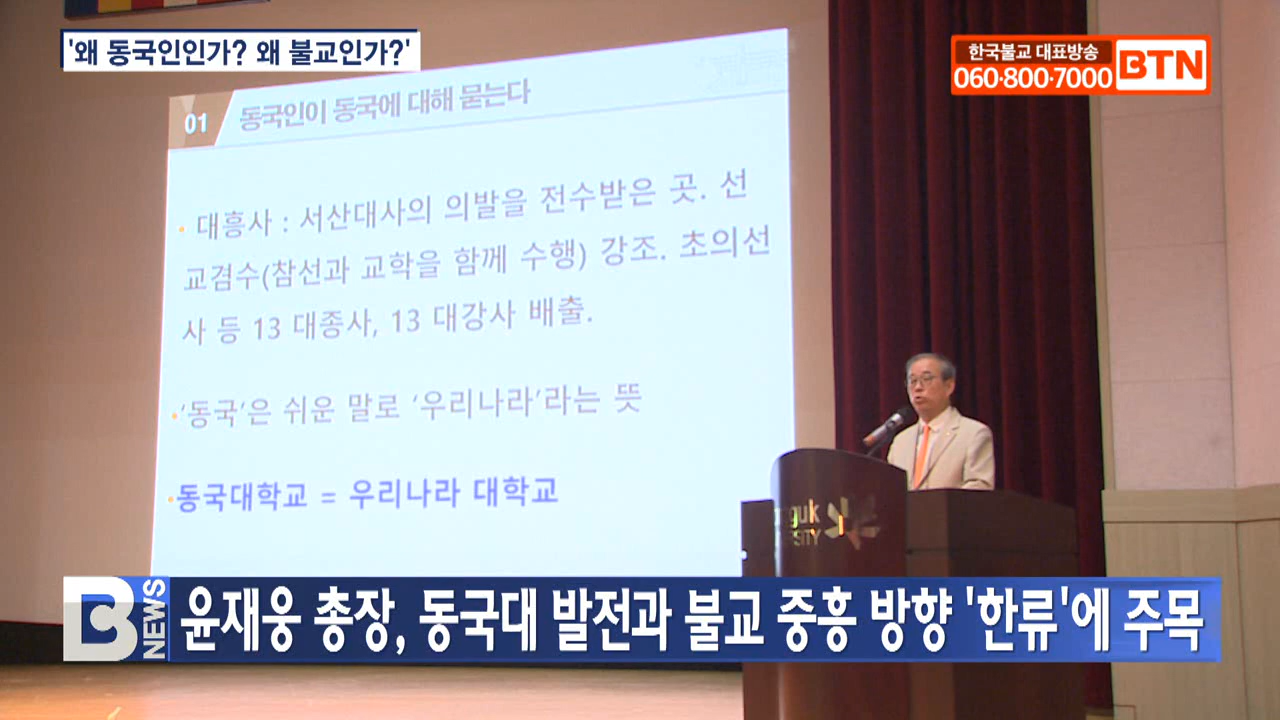 '왜 동국인인가? 왜 불교인가?'
한국불교 대표방송
060·800·7000
BTN
01 동국인이 동국에 대해 묻는다
• 대흥사 : 서산대사의 의발을 전수받은 곳. 선
교겸수(참선과 교학을 함께 수행) 강조. 초의선
사 등 13 대종사, 13 대강사 배출.
•'동국'은 쉬운 말로 '우리나라'라는 뜻
•동국대학교 = 우리나라 대학교
guk
SITY
B NEWS
윤재웅 총장, 동국대 발전과 불교 중흥 방향 '한류'에 주목